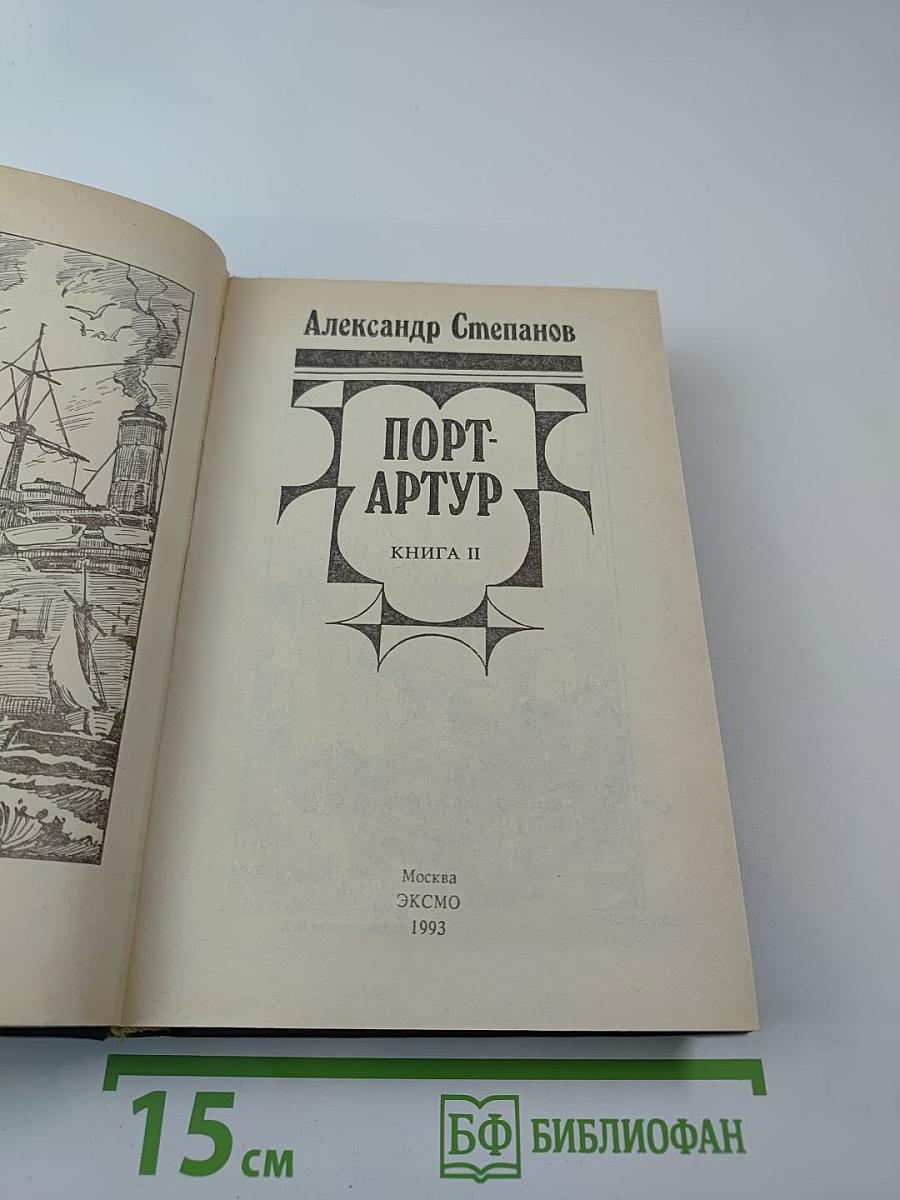 Александр Степанов
ПОРТ-
АРТУР
КНИГА II
Москва
ЭКСМО
1993
15 см
БФ БИБЛИОФАН